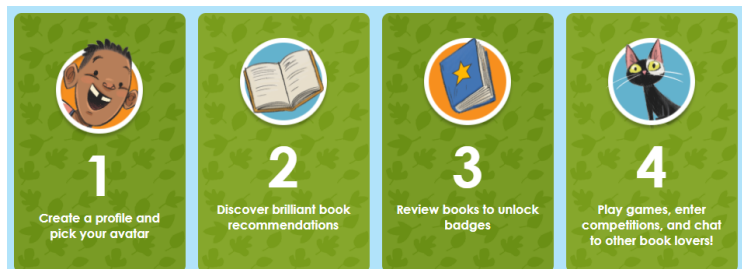 1
Create a profile and
pick your avatar
2
Discover brilliant book
recommendations
3
Review books to unlock
badges
4
Play games, enter
competitions, and chat
to other book lovers!